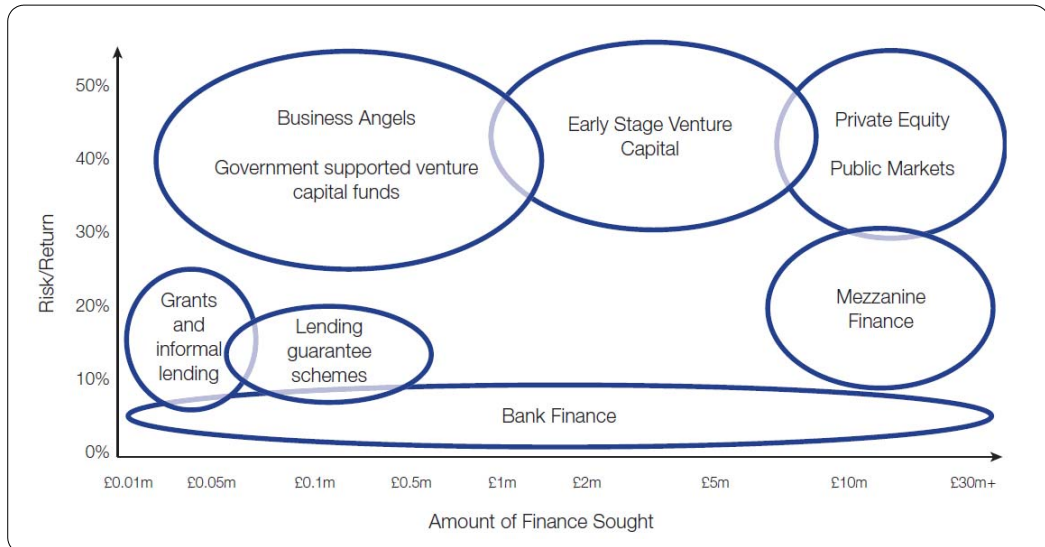 50%
40%
30%
20%
10%
0%
Risk/Return
Business Angels
Government supported venture
capital funds
Early Stage Venture
Capital
Private Equity
Public Markets
Grants
and
informal
lending
Lending
guarantee
schemes
Mezzanine
Finance
Bank Finance
£0.01m £0.05m £0.1m £0.5m £1m £2m £5m £10m £30m+
Amount of Finance Sought